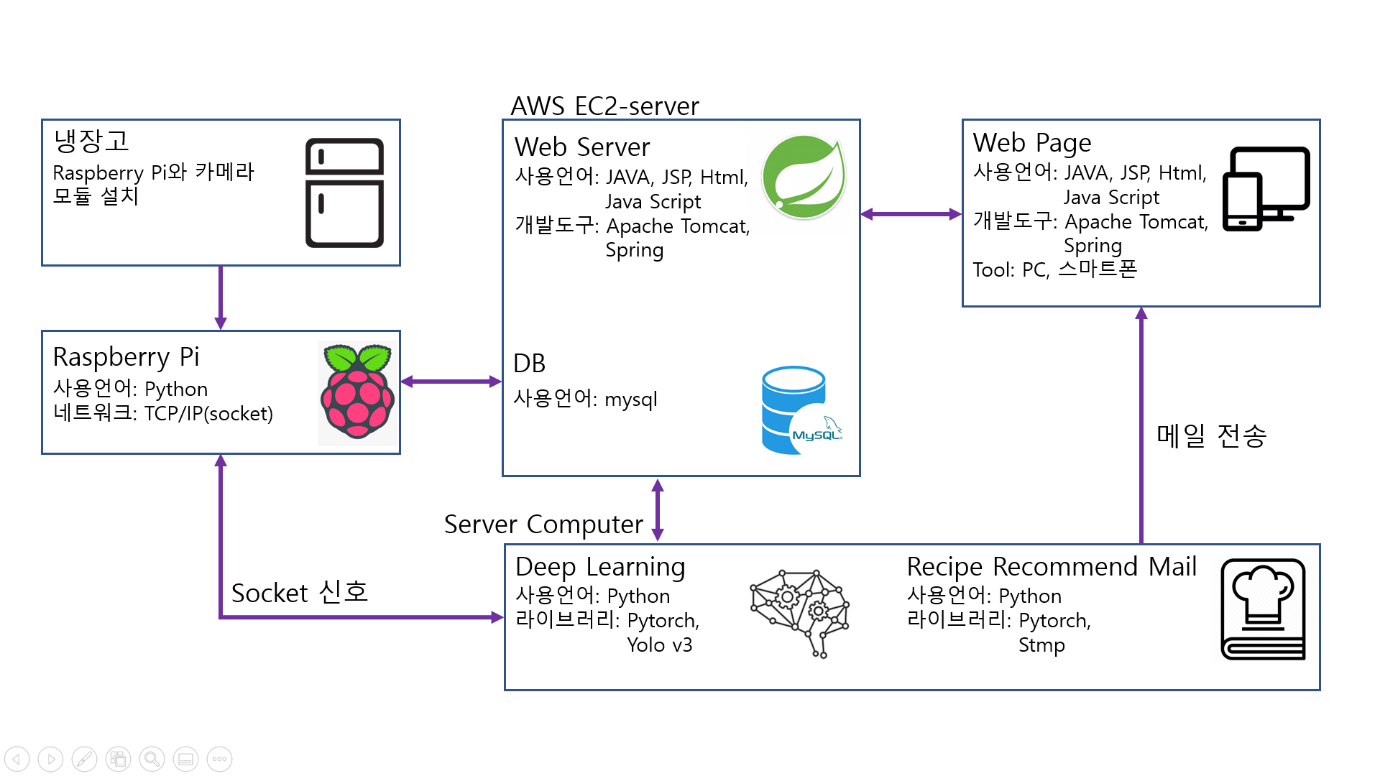 냉장고
Raspberry Pi와 카메라
모듈 설치
Raspberry Pi
사용언어: Python
네트워크: TCP/IP(socket)
AWS EC2-server
Web Server
사용언어: JAVA, JSP, Html,
Java Script
개발도구: Apache Tomcat,
Spring
DB
사용언어: mysql
MySQL
Web Page
사용언어: JAVA, JSP, Html,
Java Script
개발도구: Apache Tomcat,
Spring
Tool: PC, 스마트폰
메일 전송
Socket 신호
Server Computer
Deep Learning
사용언어: Python
라이브러리: Pytorch,
Yolo v3
Recipe Recommend Mail
사용언어: Python
라이브러리: Pytorch,
Stmp